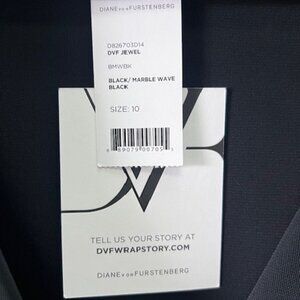 DIANE VON FURSTENBERG
D826703D14
DVF JEWEL
BMWBK
BLACK/ MARBLE WAVE
BLACK
SIZE: 10
TELL US YOUR STORY AT
DVFWRAPSTORY.COM
DIANE VON FURSTENBERG